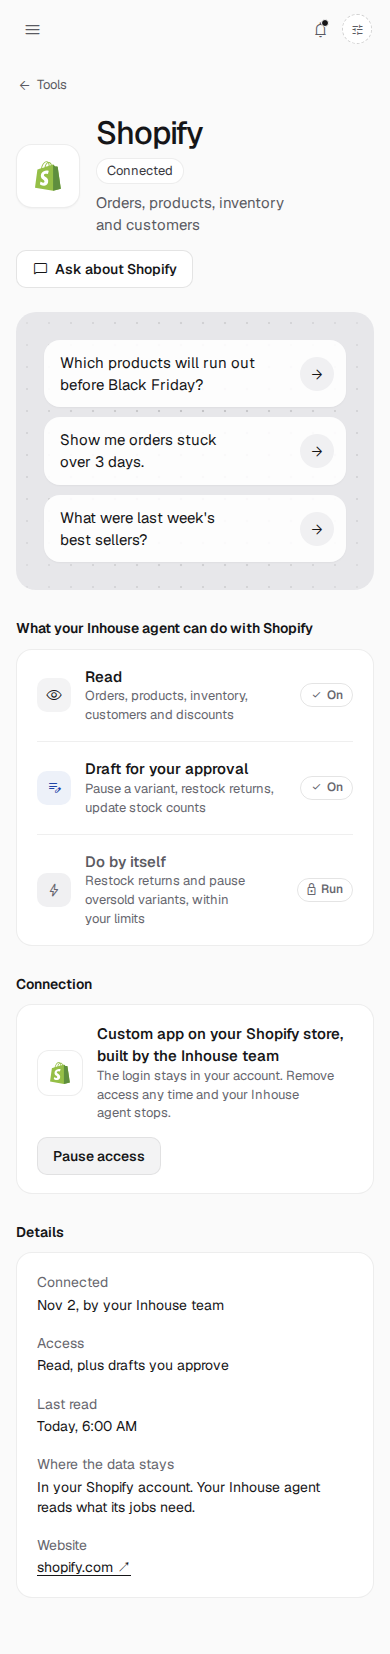 Tools
Shopify
Connected
Orders, products, inventory
and customers
Ask about Shopify
Which products will run out
before Black Friday?
Show me orders stuck
over 3 days.
What were last week's
best sellers?
What your Inhouse agent can do with Shopify
Read
Orders, products, inventory,
customers and discounts
On
Draft for your approval
Pause a variant, restock returns,
update stock counts
On
Do by itself
Restock returns and pause
oversold variants, within
your limits
Run
Connection
Custom app on your Shopify store,
built by the Inhouse team
The login stays in your account. Remove
access any time and your Inhouse
agent stops.
Pause access
Details
Connected
Nov 2, by your Inhouse team
Access
Read, plus drafts you approve
Last read
Today, 6:00 AM
Where the data stays
In your Shopify account. Your Inhouse agent
reads what its jobs need.
Website
shopify.com ↗